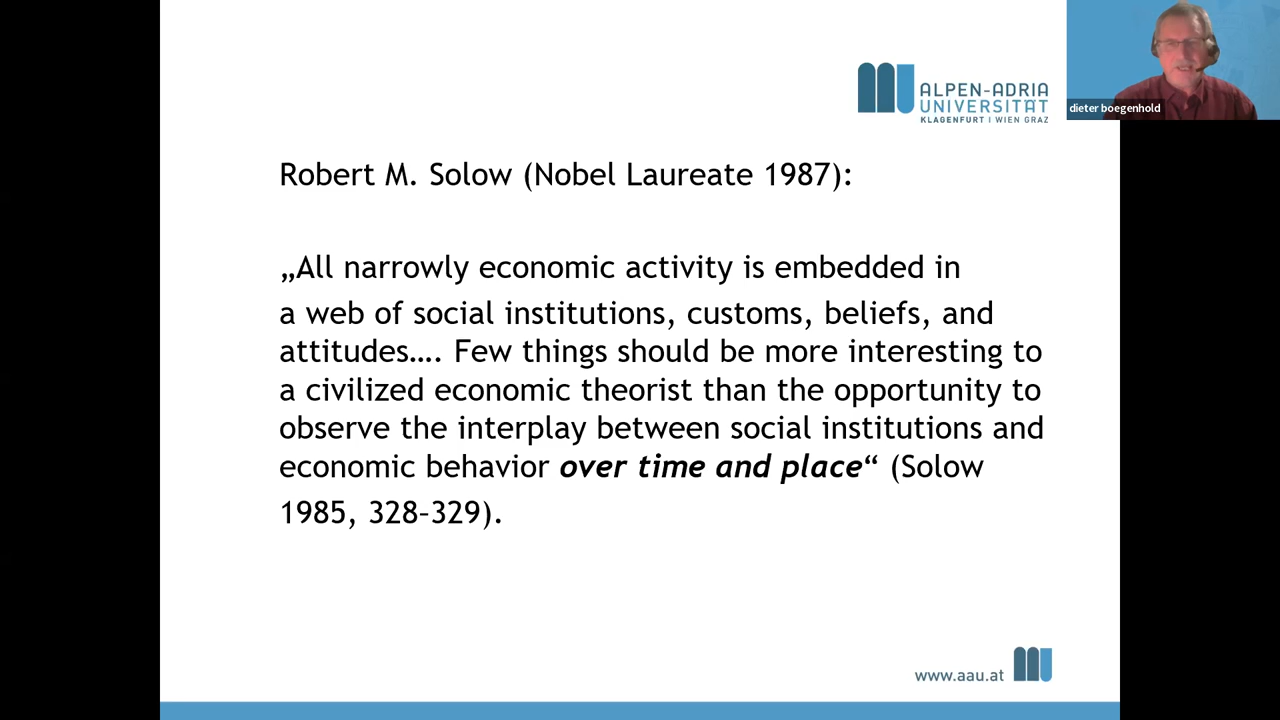 ALPEN-ADRIA
UNIVERSITÄT
KLAGENFURT | WIEN GRAZ
dieter boegenhold
Robert M. Solow (Nobel Laureate 1987):
„All narrowly economic activity is embedded in
a web of social institutions, customs, beliefs, and
attitudes…. Few things should be more interesting to
a civilized economic theorist than the opportunity to
observe the interplay between social institutions and
economic behavior over time and place“ (Solow
1985, 328–329).
www.aau.at